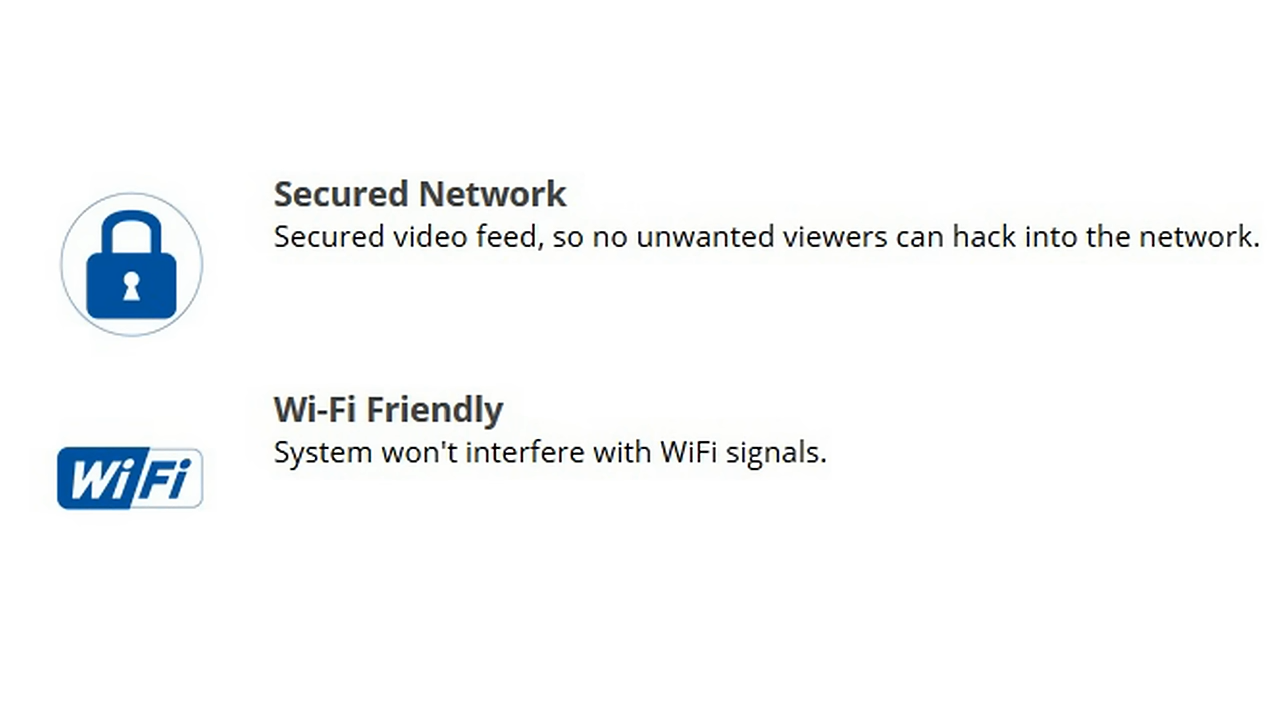 Secured Network
Secured video feed, so no unwanted viewers can hack into the network.
Wi-Fi Friendly
System won't interfere with WiFi signals.
WiFi